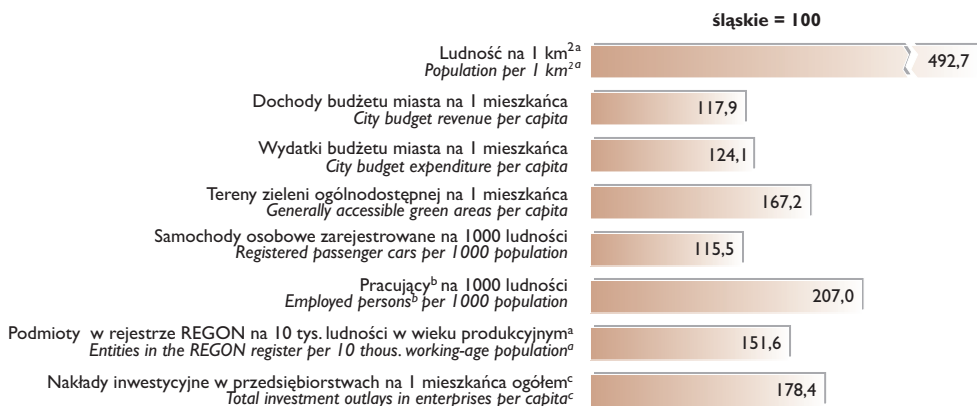 śląskie = 100
Ludność na 1 km²ᵃ
Population per 1 km²ᵃ
492,7
Dochody budżetu miasta na 1 mieszkańca
City budget revenue per capita
117,9
Wydatki budżetu miasta na 1 mieszkańca
City budget expenditure per capita
124,1
Tereny zieleni ogólnodostępnej na 1 mieszkańca
Generally accessible green areas per capita
167,2
Samochody osobowe zarejestrowane na 1000 ludności
Registered passenger cars per 1000 population
115,5
Pracującyᵇ na 1000 ludności
Employed personsᵇ per 1000 population
207,0
Podmioty w rejestrze REGON na 10 tys. ludności w wieku produkcyjnymᵃ
Entities in the REGON register per 10 thous. working-age populationᵃ
151,6
Nakłady inwestycyjne w przedsiębiorstwach na 1 mieszkańca ogółemᶜ
Total investment outlays in enterprises per capitaᶜ
178,4